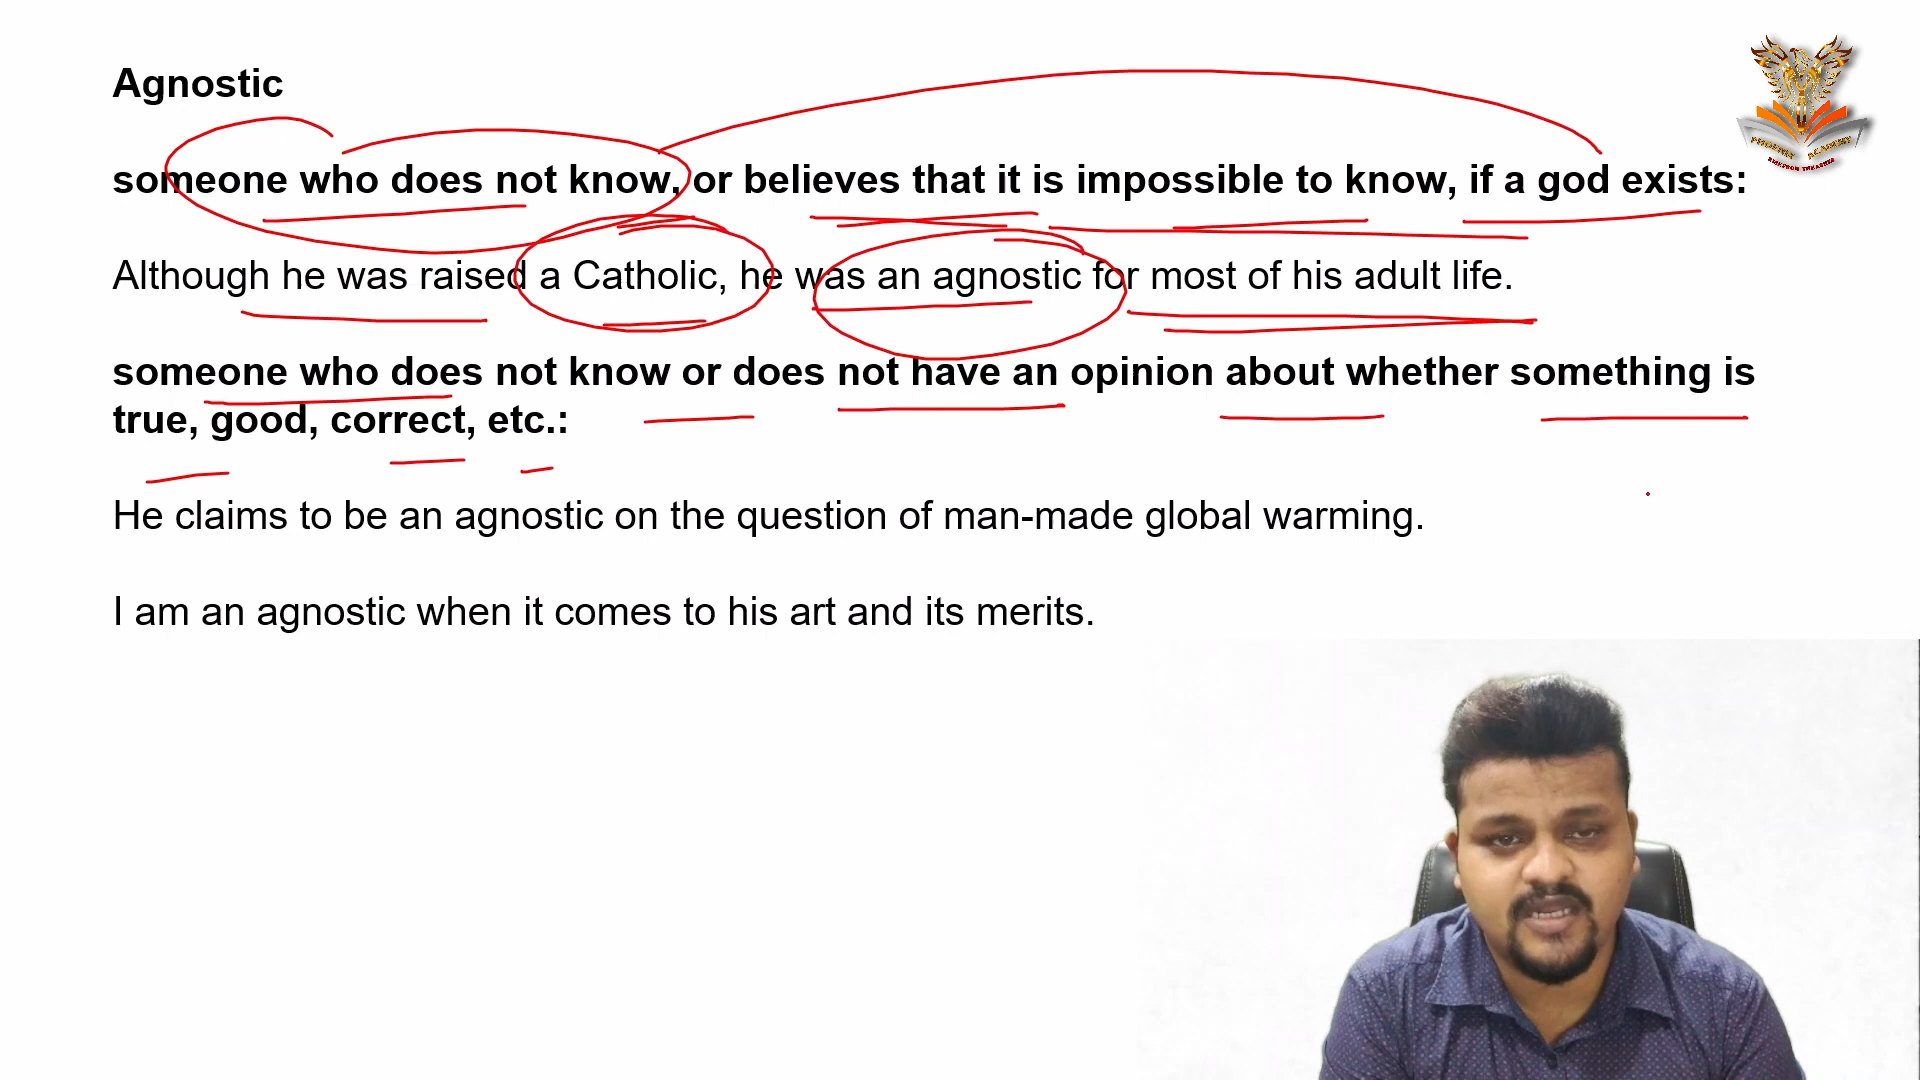 Agnostic
someone who does not know, or believes that it is impossible to know, if a god exists:
Although he was raised a Catholic, he was an agnostic for most of his adult life.
someone who does not know or does not have an opinion about whether something is
true, good, correct, etc.:
He claims to be an agnostic on the question of man-made global warming.
I am an agnostic when it comes to his art and its merits.
PHOENIX ACADEMY